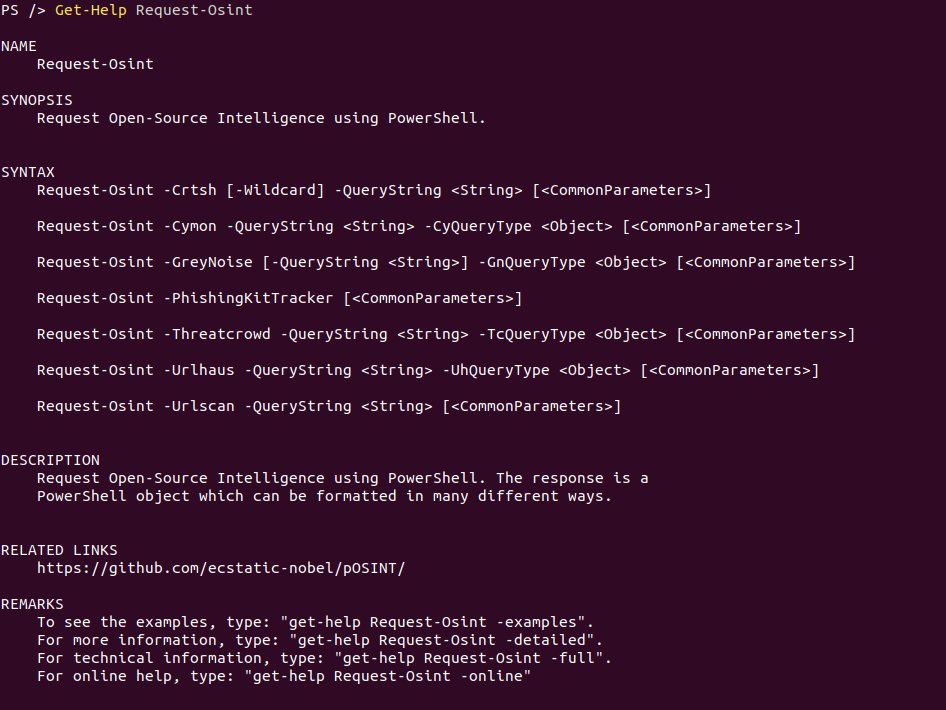 PS /> Get-Help Request-Osint
NAME
Request-Osint
SYNOPSIS
Request Open-Source Intelligence using PowerShell.
SYNTAX
Request-Osint -Crtsh [-Wildcard] -QueryString <String> [<CommonParameters>]
Request-Osint -Cymon -QueryString <String> -CyQueryType <Object> [<CommonParameters>]
Request-Osint -GreyNoise [-QueryString <String>] -GnQueryType <Object> [<CommonParameters>]
Request-Osint -PhishingKitTracker [<CommonParameters>]
Request-Osint -Threatcrowd -QueryString <String> -TcQueryType <Object> [<CommonParameters>]
Request-Osint -Urlhaus -QueryString <String> -UhQueryType <Object> [<CommonParameters>]
Request-Osint -Urlscan -QueryString <String> [<CommonParameters>]
DESCRIPTION
Request Open-Source Intelligence using PowerShell. The response is a
PowerShell object which can be formatted in many different ways.
RELATED LINKS
https://github.com/ecstatic-nobel/pOSINT/
REMARKS
To see the examples, type: "get-help Request-Osint -examples".
For more information, type: "get-help Request-Osint -detailed".
For technical information, type: "get-help Request-Osint -full".
For online help, type: "get-help Request-Osint -online"